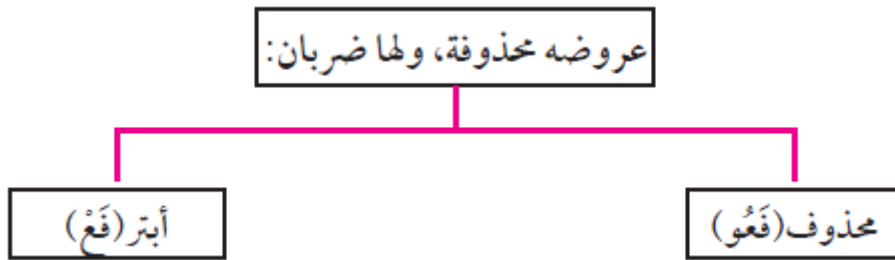 عروضه محذوفة، ولها ضربان:
محذوف(فَعُو)
أبتر(فَعْ)